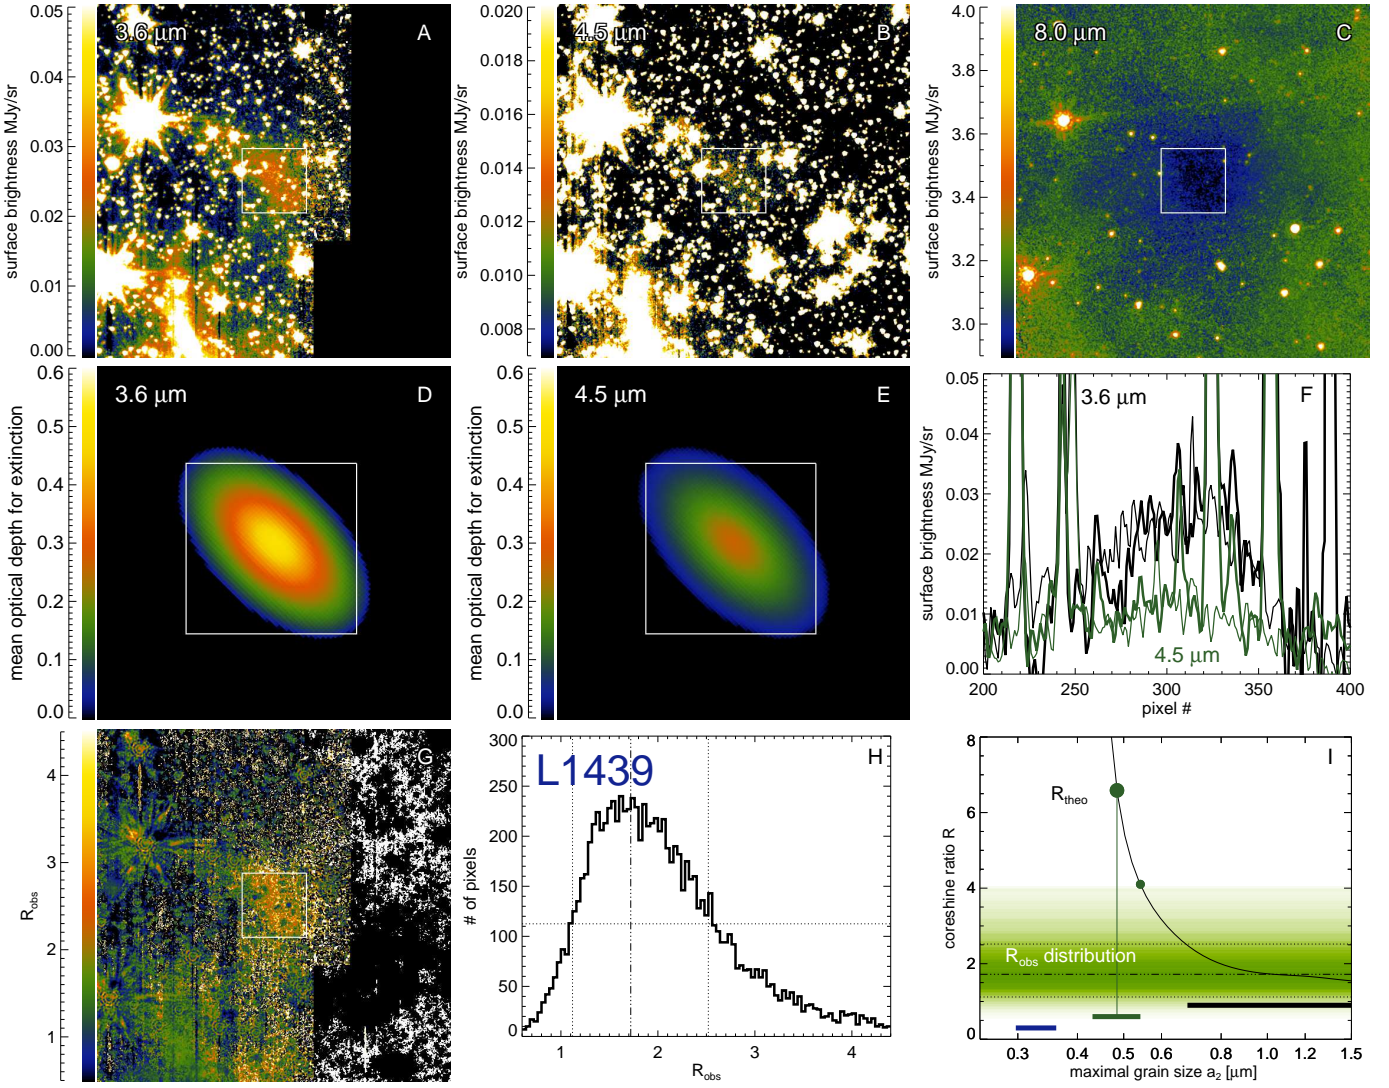 3.6 μm
A
surface brightness MJy/sr
0.05
0.04
0.03
0.02
0.01
0.00
4.5 μm
B
surface brightness MJy/sr
0.020
0.018
0.016
0.014
0.012
0.010
0.008
8.0 μm
C
surface brightness MJy/sr
4.0
3.8
3.6
3.4
3.2
3.0
3.6 μm
D
mean optical depth for extinction
0.6
0.5
0.4
0.3
0.2
0.1
0.0
4.5 μm
E
mean optical depth for extinction
0.6
0.5
0.4
0.3
0.2
0.1
0.0
3.6 μm
F
surface brightness MJy/sr
0.05
0.04
0.03
0.02
0.01
0.00
4.5 μm
200 250 300 350 400
pixel #
G
R_obs
4
3
2
1
L1439
H
# of pixels
300
250
200
150
100
50
0
1 2 3 4
R_obs
I
coreshine ratio R
8
6
4
2
0
R_theo
R_obs distribution
0.3 0.4 0.5 0.6 0.8 1.0 1.2 1.5
maximal grain size a_2 [μm]